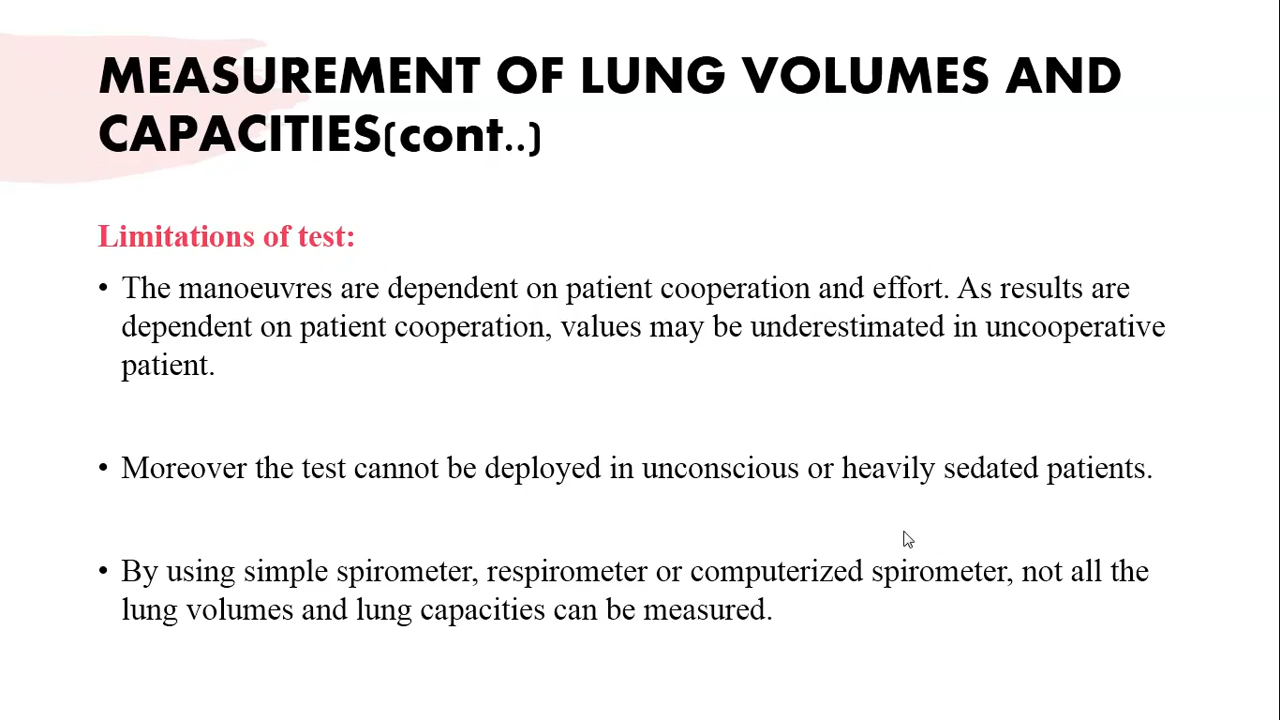 MEASUREMENT OF LUNG VOLUMES AND
CAPACITIES(cont..)
Limitations of test:
• The manoeuvres are dependent on patient cooperation and effort. As results are
dependent on patient cooperation, values may be underestimated in uncooperative
patient.
• Moreover the test cannot be deployed in unconscious or heavily sedated patients.
• By using simple spirometer, respirometer or computerized spirometer, not all the
lung volumes and lung capacities can be measured.